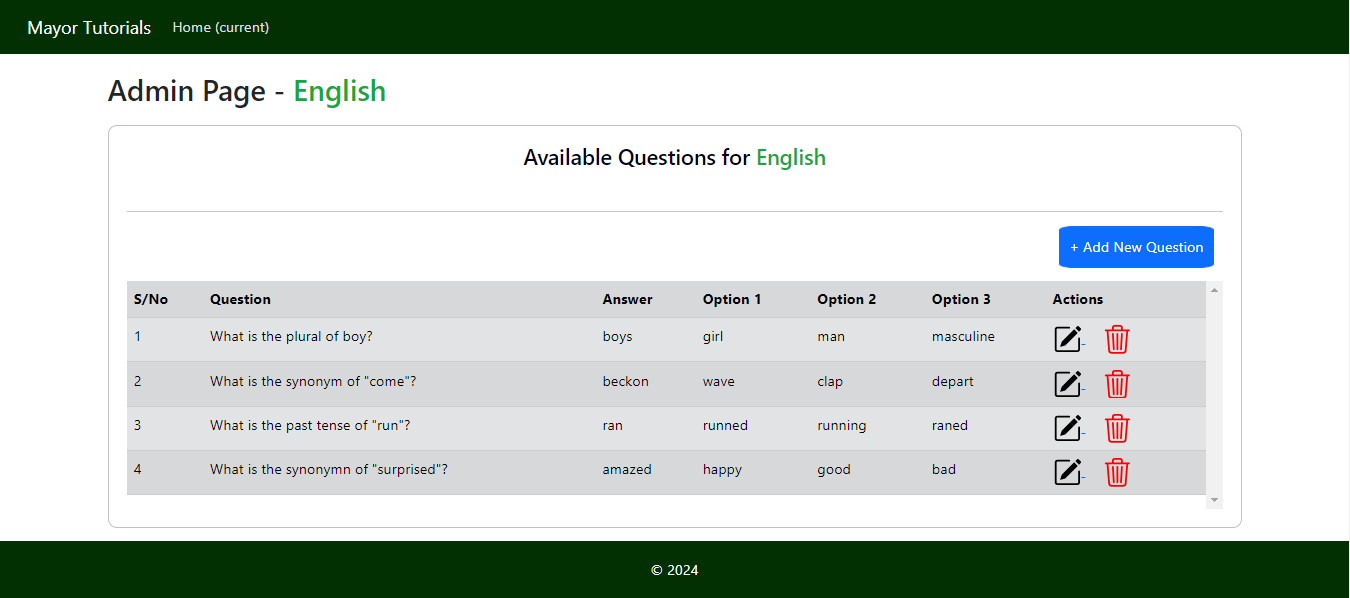 Mayor Tutorials Home (current)
Admin Page - English
Available Questions for English
+ Add New Question
S/No Question Answer Option 1 Option 2 Option 3 Actions
1 What is the plural of boy? boys girl man masculine
2 What is the synonym of "come"? beckon wave clap depart
3 What is the past tense of "run"? ran runned running raned
4 What is the synonymn of "surprised"? amazed happy good bad
© 2024